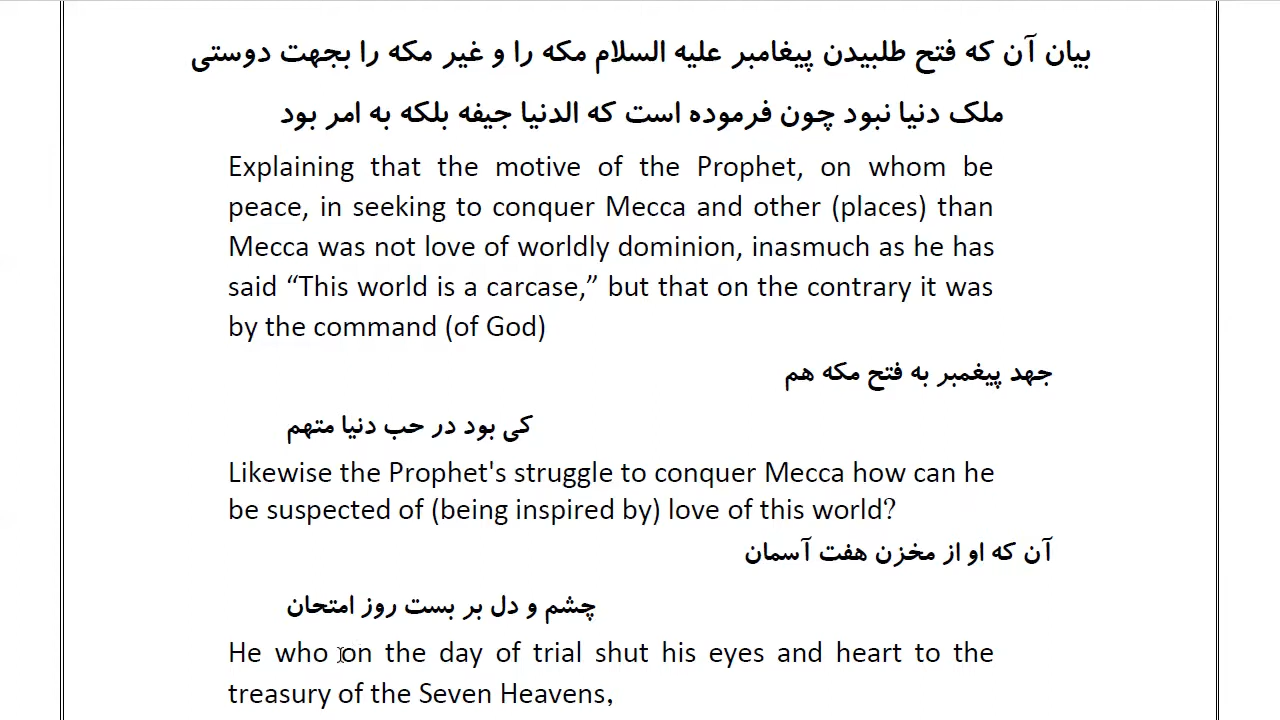 بیان آن که فتح طلبیدن پیغامبر علیه السلام مکه را و غیر مکه را بجهت دوستی
ملک دنیا نبود چون فرموده است که الدنیا جیفه بلکه به امر بود
Explaining that the motive of the Prophet, on whom be
peace, in seeking to conquer Mecca and other (places) than
Mecca was not love of worldly dominion, inasmuch as he has
said “This world is a carcase,” but that on the contrary it was
by the command (of God)
جهد پیغمبر به فتح مکه هم
کی بود در حب دنیا متهم
Likewise the Prophet's struggle to conquer Mecca how can he
be suspected of (being inspired by) love of this world?
آن که او از مخزن هفت آسمان
چشم و دل بر بست روز امتحان
He who on the day of trial shut his eyes and heart to the
treasury of the Seven Heavens,